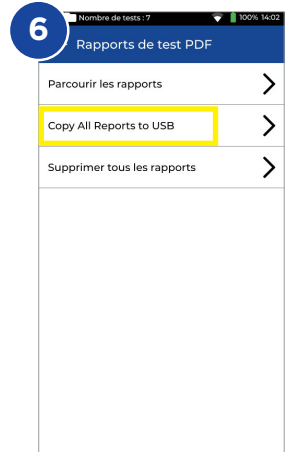 6
Nombre de tests : 7 100% 14:02
Rapports de test PDF
Parcourir les rapports
Copy All Reports to USB
Supprimer tous les rapports